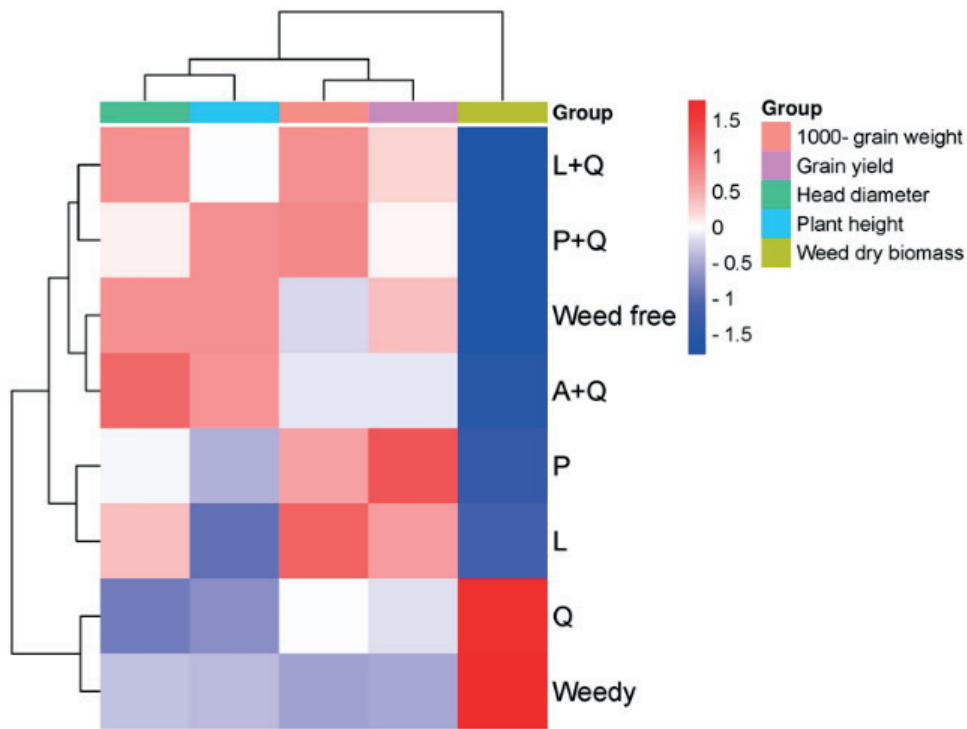 Group
L+Q
P+Q
Weed free
A+Q
P
L
Q
Weedy
1.5
1
0.5
0
- 0.5
- 1
- 1.5
Group
1000- grain weight
Grain yield
Head diameter
Plant height
Weed dry biomass